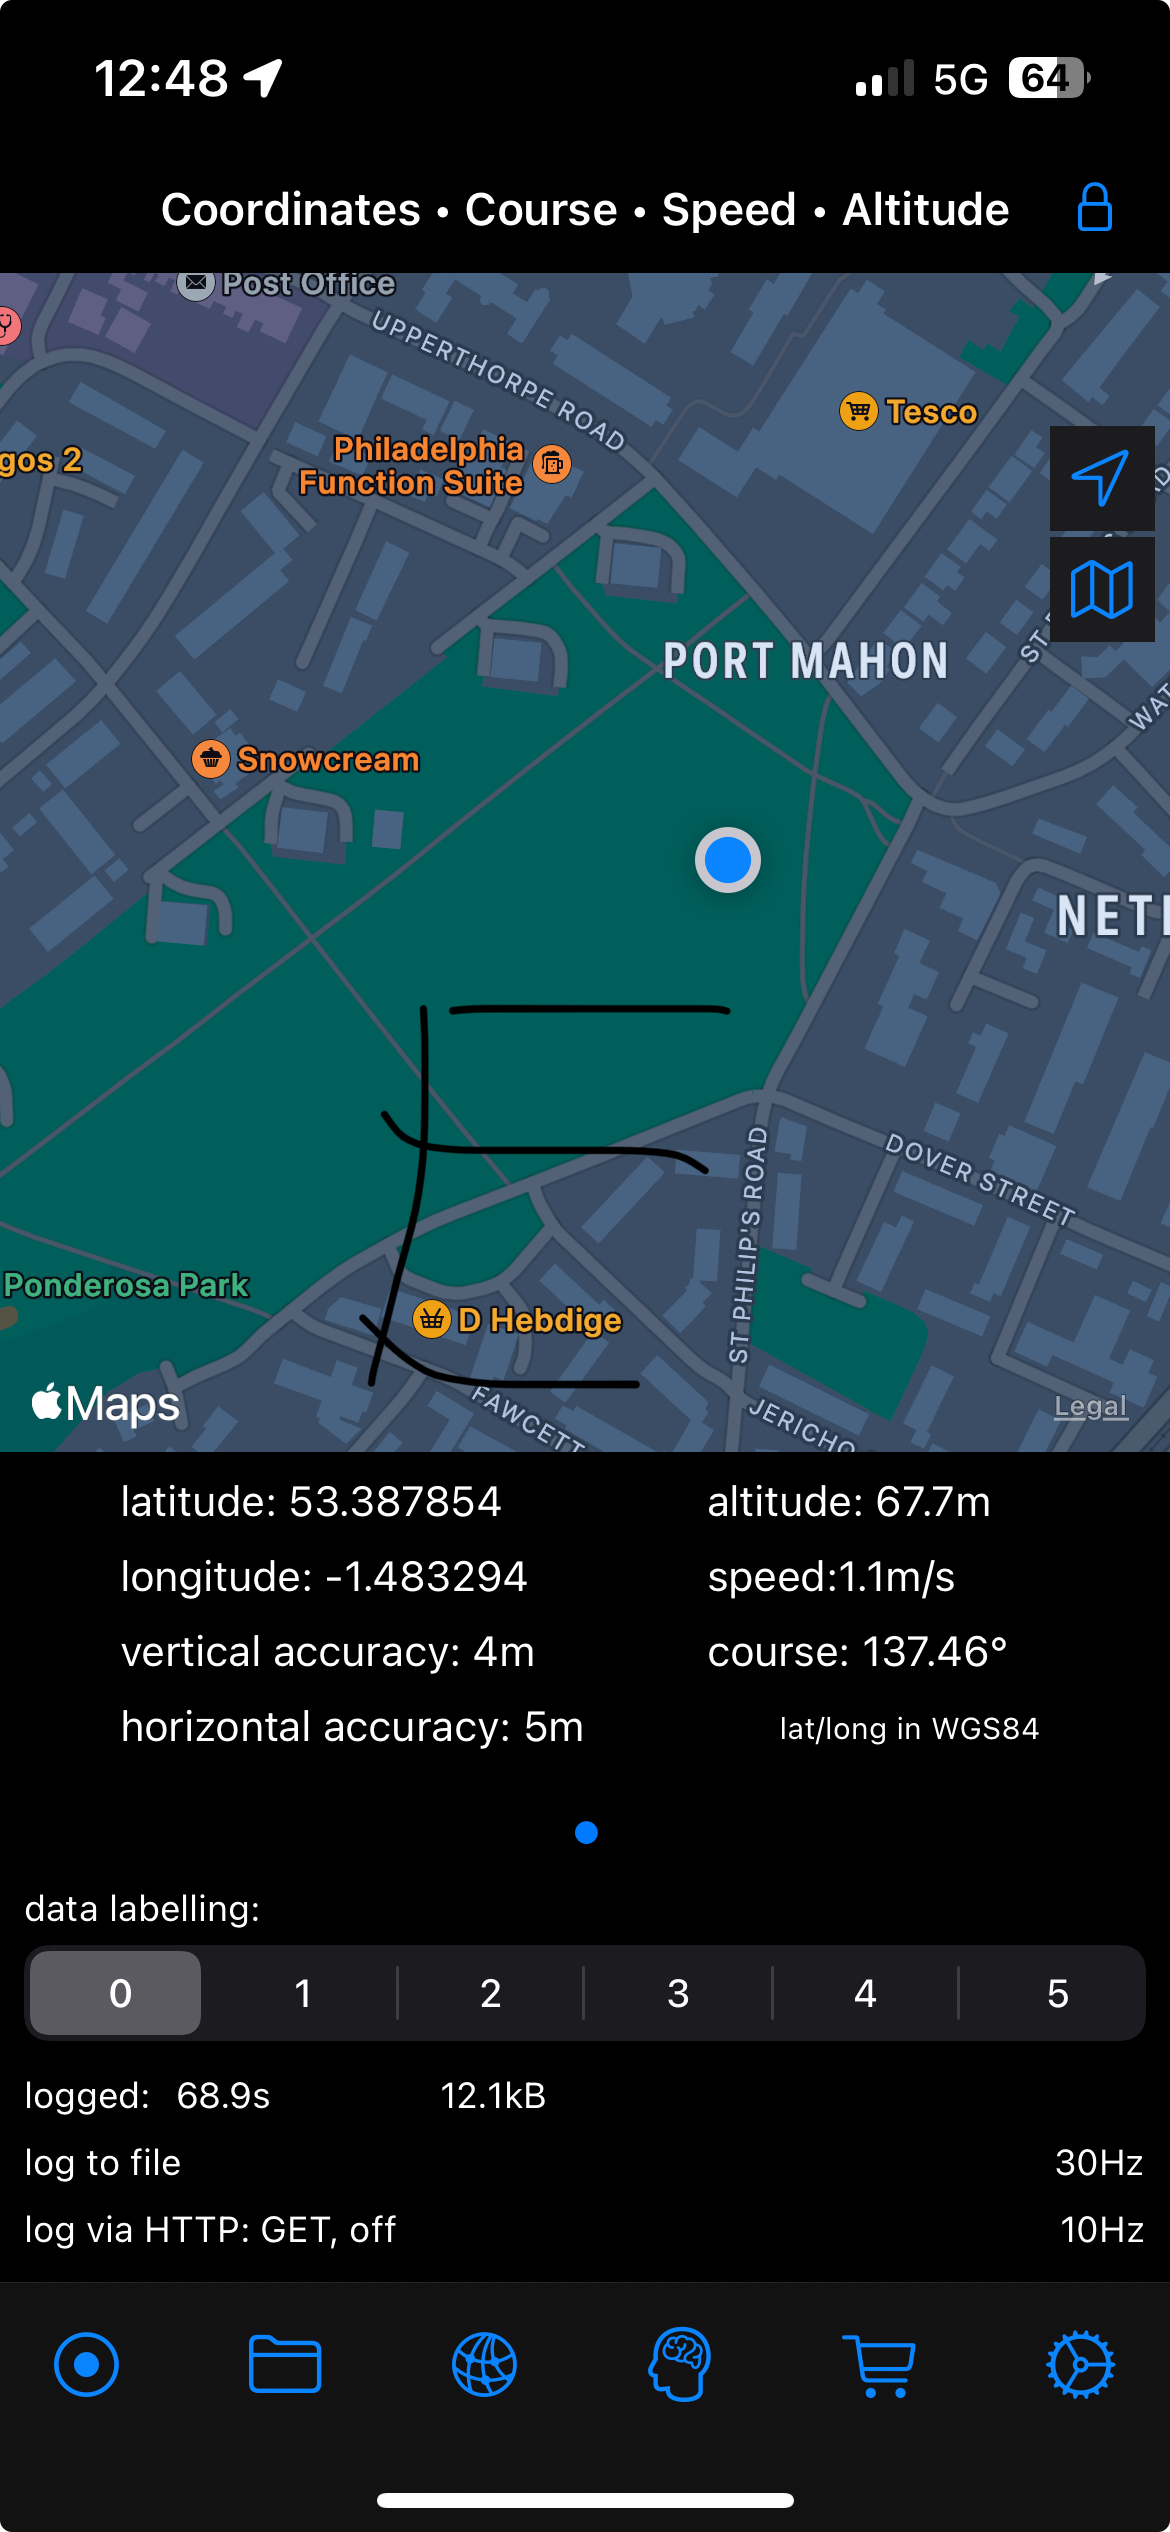 12:48
5G 64
Coordinates • Course • Speed • Altitude
Post Office
UPPERTHORPE ROAD
Tesco
gos 2
Philadelphia
Function Suite
PORT MAHON
ST
WAT
Snowcream
NET
E
DOVER STREET
ST PHILIP'S ROAD
Ponderosa Park
D Hebdige
Maps
FAWCETT
JERICHO
Legal
latitude: 53.387854
altitude: 67.7m
longitude: -1.483294
speed:1.1m/s
vertical accuracy: 4m
course: 137.46°
horizontal accuracy: 5m
lat/long in WGS84
data labelling:
0 1 2 3 4 5
logged: 68.9s 12.1kB
log to file 30Hz
log via HTTP: GET, off 10Hz